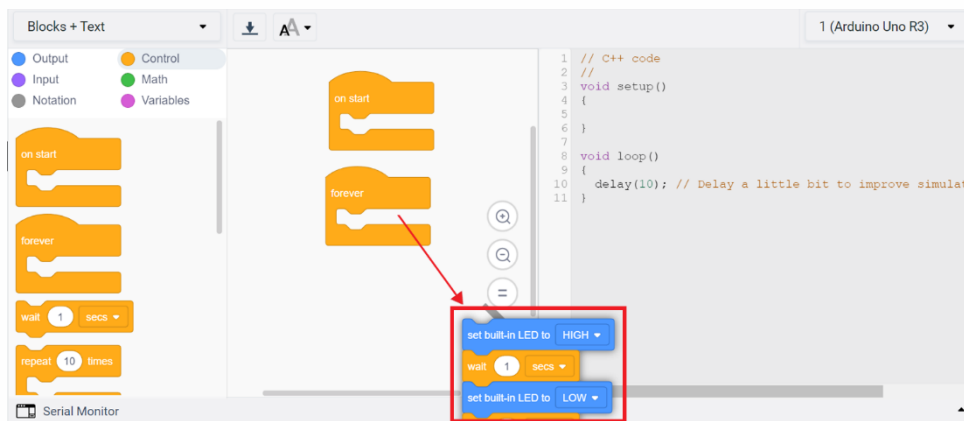 Blocks + Text
AA
1 (Arduino Uno R3)
Output
Control
Input
Math
Notation
Variables
on start
forever
wait 1 secs
repeat 10 times
on start
forever
set built-in LED to HIGH
wait 1 secs
set built-in LED to LOW
1 // C++ code
2 //
3 void setup()
4 {
5
6 }
7
8 void loop()
9 {
10 delay(10); // Delay a little bit to improve simulat
11 }
Serial Monitor